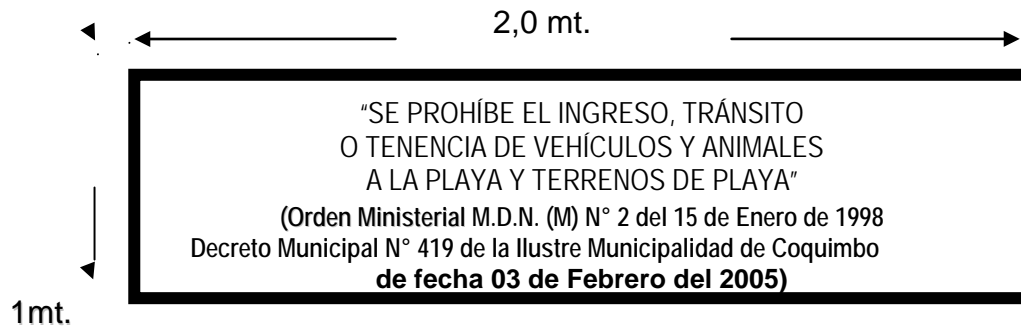 2,0 mt.
“SE PROHÍBE EL INGRESO, TRÁNSITO
O TENENCIA DE VEHÍCULOS Y ANIMALES
A LA PLAYA Y TERRENOS DE PLAYA”
(Orden Ministerial M.D.N. (M) N° 2 del 15 de Enero de 1998
Decreto Municipal N° 419 de la Ilustre Municipalidad de Coquimbo
de fecha 03 de Febrero del 2005)
1mt.